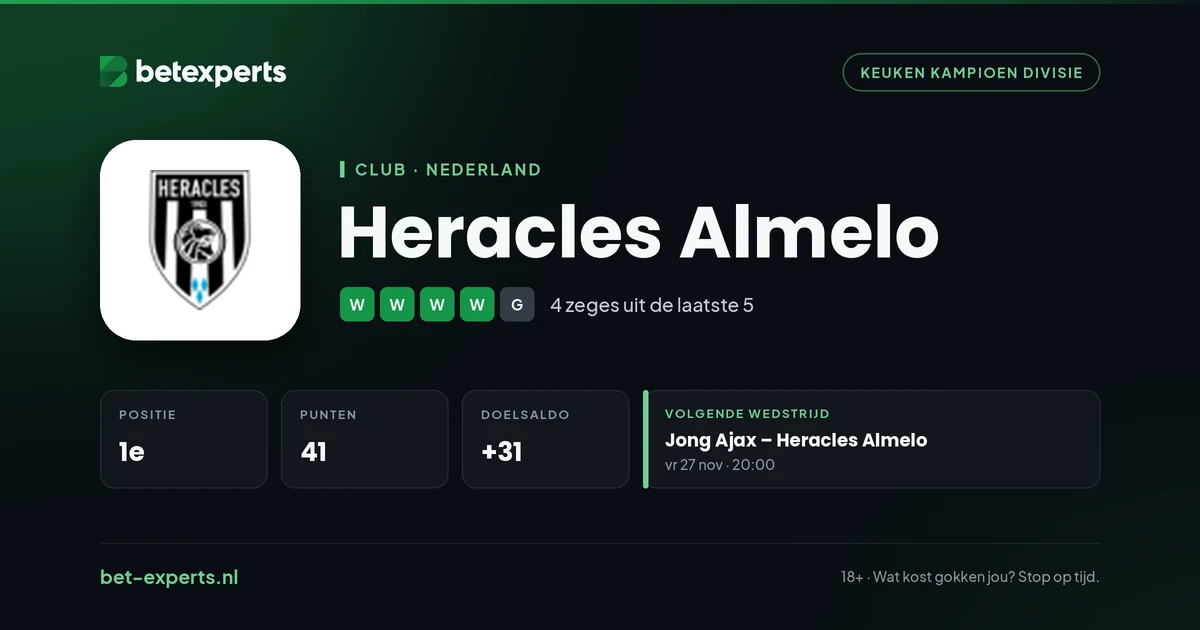 betexperts
KEUKEN KAMPIOEN DIVISIE
HERACLES
CLUB · NEDERLAND
Heracles Almelo
W W W W G 4 zeges uit de laatste 5
POSITIE
1e
PUNTEN
41
DOELSALDO
+31
VOLGENDE WEDSTRIJD
Jong Ajax – Heracles Almelo
vr 27 nov · 20:00
bet-experts.nl
18+ · Wat kost gokken jou? Stop op tijd.